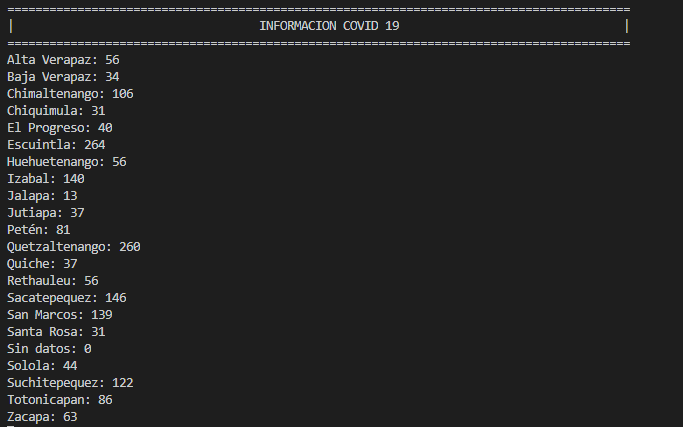 ==========================================================================================
| INFORMACION COVID 19 |
==========================================================================================
Alta Verapaz: 56
Baja Verapaz: 34
Chimaltenango: 106
Chiquimula: 31
El Progreso: 40
Escuintla: 264
Huehuetenango: 56
Izabal: 140
Jalapa: 13
Jutiapa: 37
Petén: 81
Quetzaltenango: 260
Quiche: 37
Rethauleu: 56
Sacatepequez: 146
San Marcos: 139
Santa Rosa: 31
Sin datos: 0
Solola: 44
Suchitepequez: 122
Totonicapan: 86
Zacapa: 63